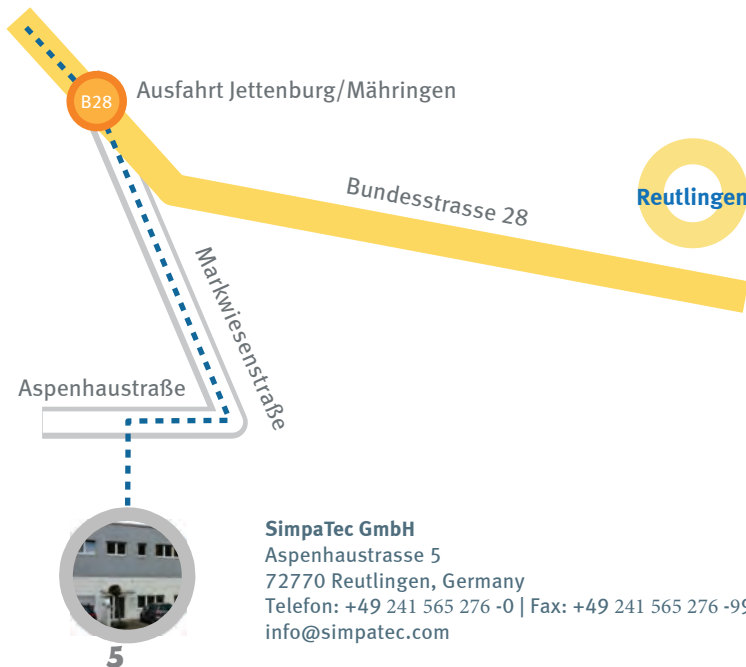 B28
Ausfahrt Jettenburg/Mähringen
Reutlingen
Bundesstrasse 28
Markwiesenstraße
Aspenhaustraße
5
SimpaTec GmbH
Aspenhaustrasse 5
72770 Reutlingen, Germany
Telefon: +49 241 565 276 -0 | Fax: +49 241 565 276 -99
info@simpatec.com